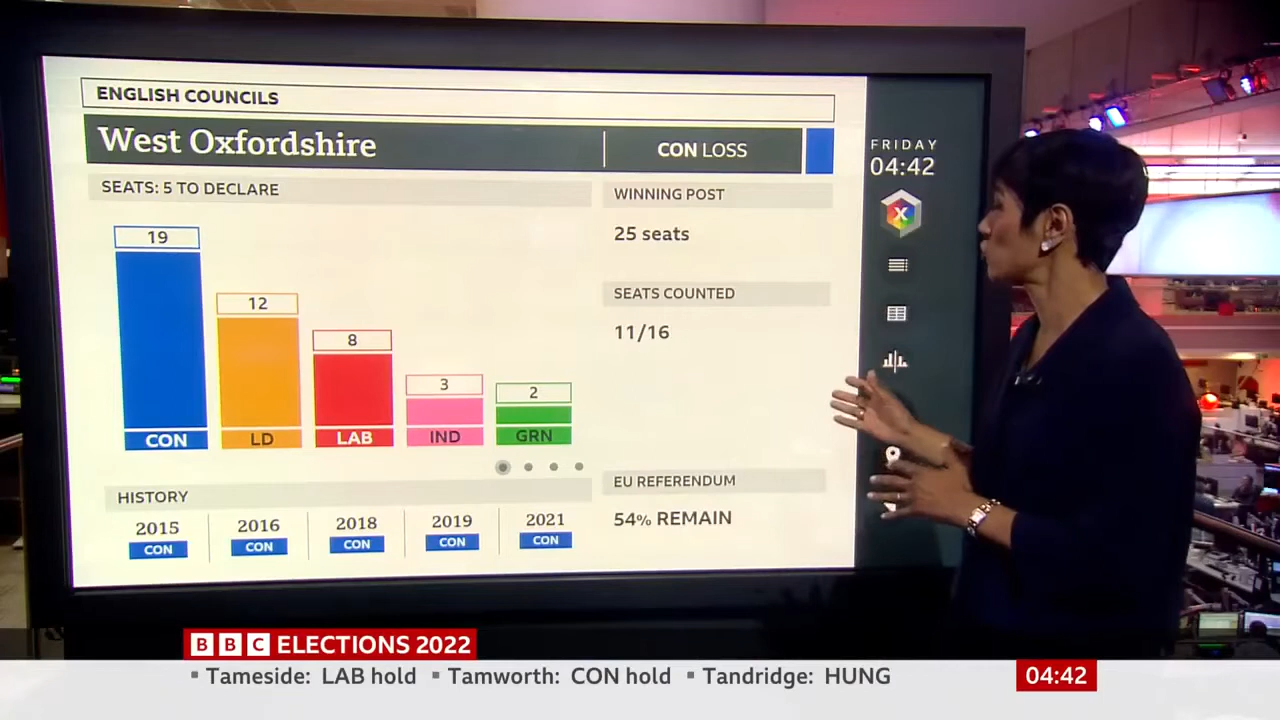 ENGLISH COUNCILS
West Oxfordshire
CON LOSS
SEATS: 5 TO DECLARE
19
12
8
3
2
CON
LD
LAB
IND
GRN
WINNING POST
25 seats
SEATS COUNTED
11/16
EU REFERENDUM
54% REMAIN
HISTORY
2015
2016
2018
2019
2021
CON
CON
CON
CON
CON
FRIDAY
04:42
X
BBC ELECTIONS 2022
Tameside: LAB hold ▪ Tamworth: CON hold ▪ Tandridge: HUNG
04:42